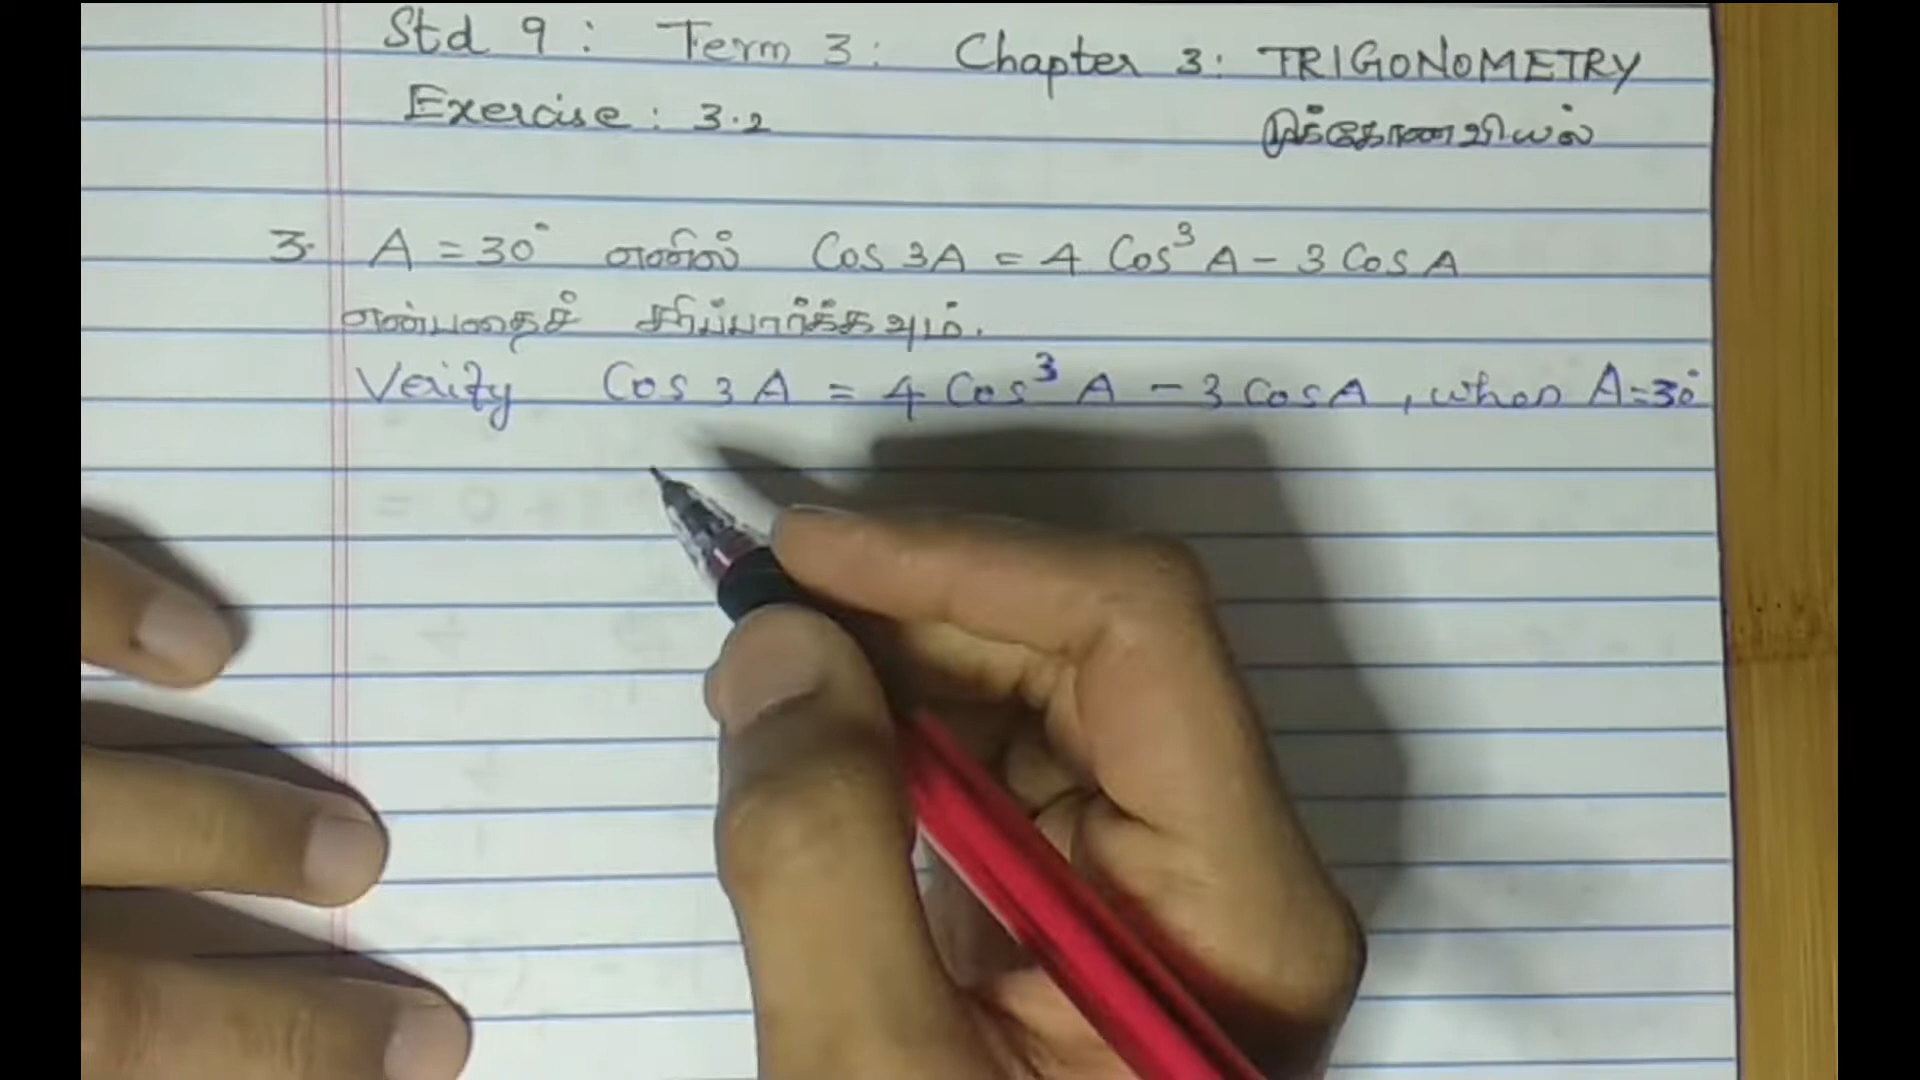 Std 9 : Term 3 : Chapter 3 : TRIGONOMETRY
Exercise : 3.2 முக்கோணவியல்
3. A = 30° எனில் Cos 3A = 4 Cos³ A - 3 Cos A
என்பதைச் சரிபார்க்கவும்.
Verify Cos 3 A = 4 Cos³ A - 3 Cos A , when A = 30°